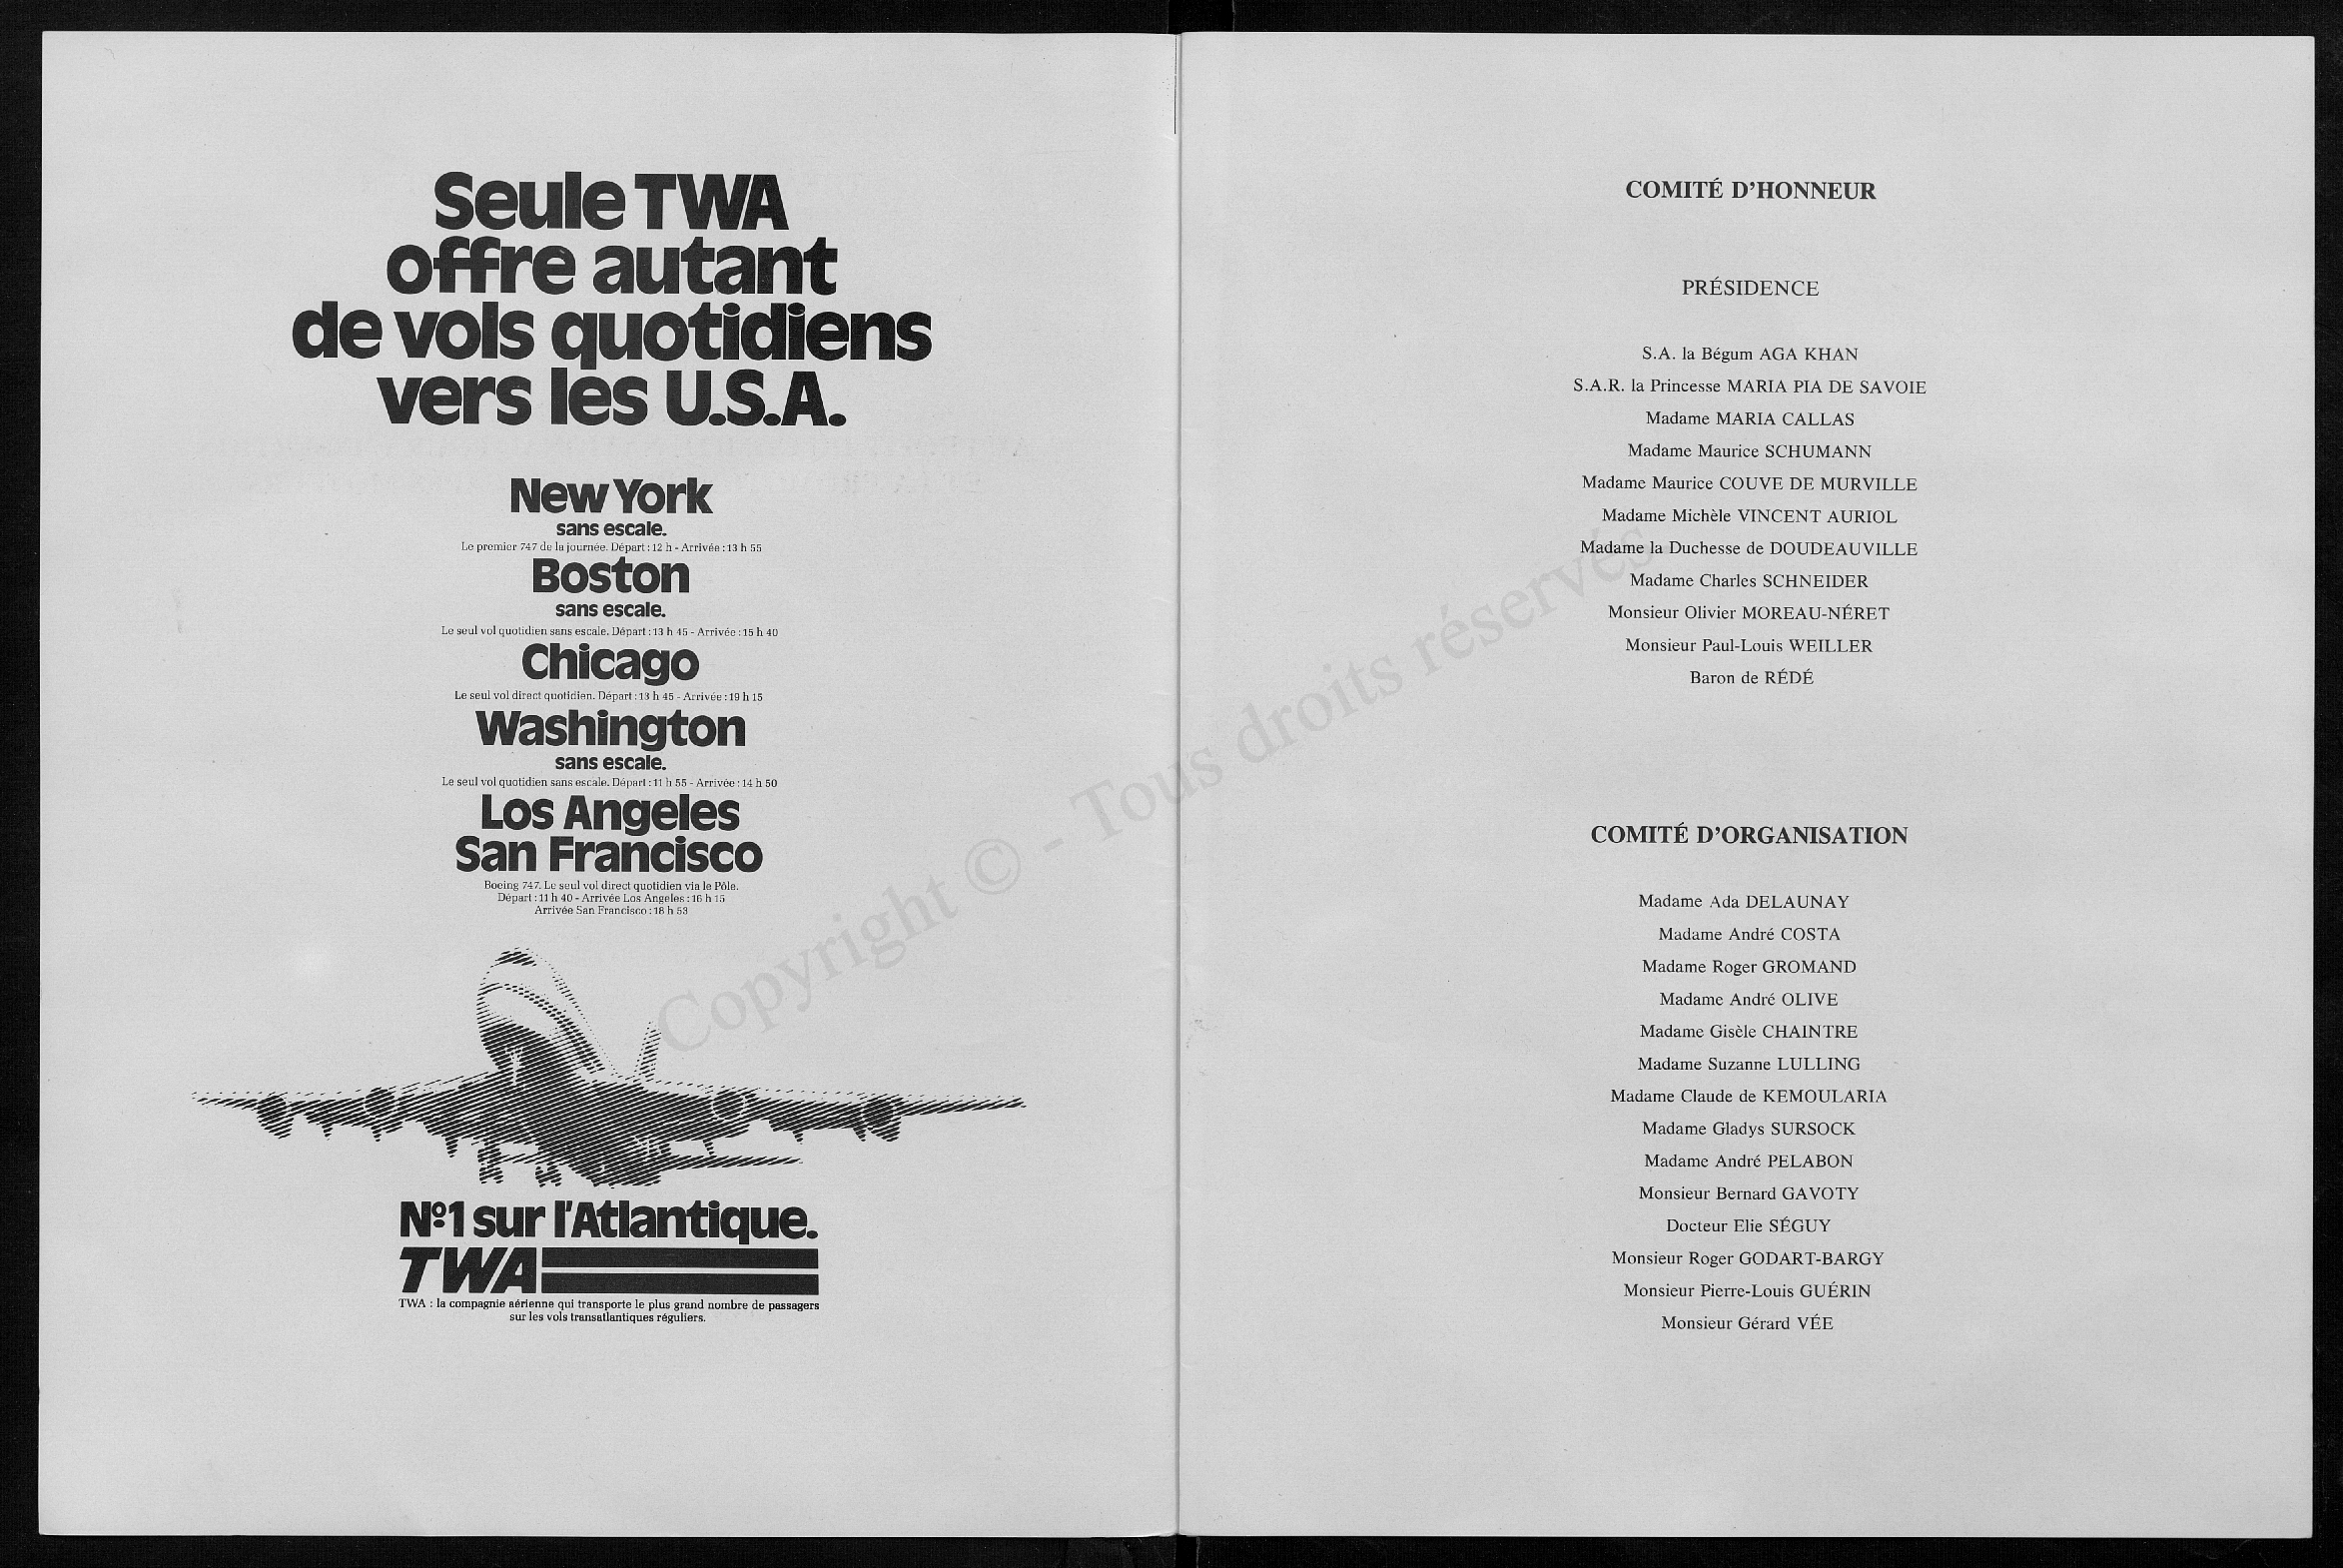 Seule TWA
offre autant
de vols quotidiens
vers les U.S.A.
New York
sans escale.
Le premier 747 de la journée. Départ : 12 h - Arrivée : 13 h 55
Boston
sans escale.
Le seul vol quotidien sans escale. Départ : 13 h 45 - Arrivée : 15 h 40
Chicago
Le seul vol direct quotidien. Départ : 13 h 45 - Arrivée : 19 h 15
Washington
sans escale.
Le seul vol quotidien sans escale. Départ : 11 h 55 - Arrivée : 14 h 50
Los Angeles
San Francisco
Boeing 747. Le seul vol direct quotidien via le Pôle.
Départ : 11 h 40 - Arrivée Los Angeles : 16 h 15
Arrivée San Francisco : 18 h 53
Nº1 sur l'Atlantique.
TWA
TWA : la compagnie aérienne qui transporte le plus grand nombre de passagers
sur les vols transatlantiques réguliers.
COMITÉ D'HONNEUR
PRÉSIDENCE
S.A. la Bégum AGA KHAN
S.A.R. la Princesse MARIA PIA DE SAVOIE
Madame MARIA CALLAS
Madame Maurice SCHUMANN
Madame Maurice COUVE DE MURVILLE
Madame Michèle VINCENT AURIOL
Madame la Duchesse de DOUDEAUVILLE
Madame Charles SCHNEIDER
Monsieur Olivier MOREAU-NÉRET
Monsieur Paul-Louis WEILLER
Baron de RÉDÉ
COMITÉ D'ORGANISATION
Madame Ada DELAUNAY
Madame André COSTA
Madame Roger GROMAND
Madame André OLIVE
Madame Gisèle CHAINTRE
Madame Suzanne LULLING
Madame Claude de KEMOULARIA
Madame Gladys SURSOCK
Madame André PELABON
Monsieur Bernard GAVOTY
Docteur Elie SÉGUY
Monsieur Roger GODART-BARGY
Monsieur Pierre-Louis GUÉRIN
Monsieur Gérard VÉE
Copyright © - Tous droits réservés